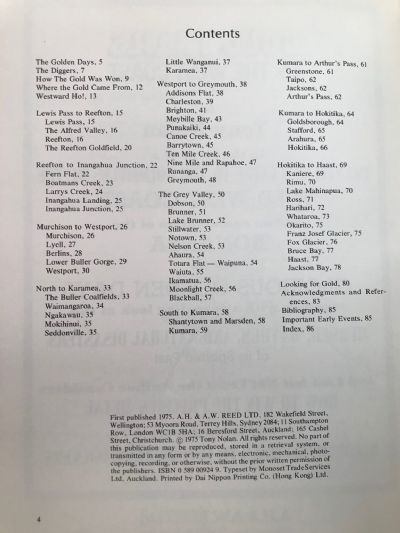 Contents
The Golden Days, 5
The Diggers, 7
How The Gold Was Won, 9
Where the Gold Came From, 12
Westward Ho!, 13
Lewis Pass to Reefton, 15
Lewis Pass, 15
The Alfred Valley, 16
Reefton, 16
The Reefton Goldfield, 20
Reefton to Inangahua Junction, 22
Fern Flat, 22
Boatmans Creek, 23
Larrys Creek, 24
Inangahua Landing, 25
Inangahua Junction, 25
Murchison to Westport, 26
Murchison, 26
Lyell, 27
Berlins, 28
Lower Buller Gorge, 29
Westport, 30
North to Karamea, 33
The Buller Coalfields, 33
Waimangaroa, 34
Ngakawau, 35
Mokihinui, 35
Seddonville, 35
Little Wanganui, 37
Karamea, 37
Westport to Greymouth, 38
Addisons Flat, 38
Charleston, 39
Brighton, 41
Meybille Bay, 43
Punakaiki, 44
Canoe Creek, 45
Barrytown, 45
Ten Mile Creek, 46
Nine Mile and Rapahoe, 47
Runanga, 47
Greymouth, 48
The Grey Valley, 50
Dobson, 50
Brunner, 51
Lake Brunner, 52
Stillwater, 53
Notown, 53
Nelson Creek, 53
Ahaura, 54
Totara Flat — Waipuna, 54
Waiuta, 55
Ikamatua, 56
Moonlight Creek, 56
Blackball, 57
South to Kumara, 58
Shantytown and Marsden, 58
Kumara, 59
Kumara to Arthur's Pass, 61
Greenstone, 61
Taipo, 62
Jacksons, 62
Arthur's Pass, 62
Kumara to Hokitika, 64
Goldsborough, 64
Stafford, 65
Arahura, 65
Hokitika, 66
Hokitika to Haast, 69
Kaniere, 69
Rimu, 70
Lake Mahinapua, 70
Ross, 71
Harihari, 72
Whataroa, 73
Okarito, 75
Franz Josef Glacier, 75
Fox Glacier, 76
Bruce Bay, 77
Haast, 77
Jackson Bay, 78
Looking for Gold, 80
Acknowledgments and Refer-
ences, 83
Bibliography, 85
Important Early Events, 85
Index, 86
First published 1975. A.H. & A.W. REED LTD. 182 Wakefield Street,
Wellington; 53 Myoora Road, Terrey Hills, Sydney 2084; 11 Southampton
Row, London WC1B 5HA; 16 Beresford Street, Auckland; 165 Cashel
Street, Christchurch. © 1975 Tony Nolan. All rights reserved. No part of
this publication may be reproduced, stored in a retrieval system, or
transmitted in any form or by any means, electronic, mechanical, photo-
copying, recording, or otherwise, without the prior written permission of
the publishers. ISBN 0 589 00924 9. Typeset by Monoset Trade Services
Ltd, Auckland. Printed by Dai Nippon Printing Co. (Hong Kong) Ltd.
4